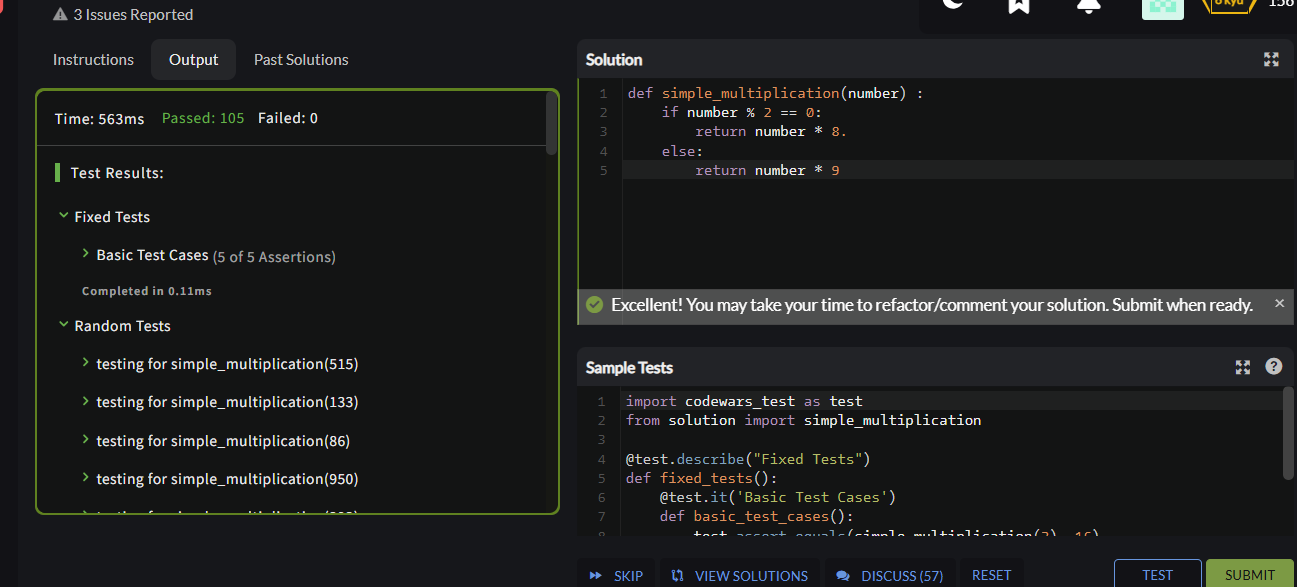 3 Issues Reported
6 kyu
Instructions
Output
Past Solutions
Time: 563ms Passed: 105 Failed: 0
Test Results:
Fixed Tests
Basic Test Cases (5 of 5 Assertions)
Completed in 0.11ms
Random Tests
testing for simple_multiplication(515)
testing for simple_multiplication(133)
testing for simple_multiplication(86)
testing for simple_multiplication(950)
Solution
1 def simple_multiplication(number) :
2     if number % 2 == 0:
3         return number * 8.
4     else:
5         return number * 9
Excellent! You may take your time to refactor/comment your solution. Submit when ready.
Sample Tests
1 import codewars_test as test
2 from solution import simple_multiplication
3
4 @test.describe("Fixed Tests")
5 def fixed_tests():
6     @test.it('Basic Test Cases')
7     def basic_test_cases():
SKIP
VIEW SOLUTIONS
DISCUSS (57)
RESET
TEST
SUBMIT